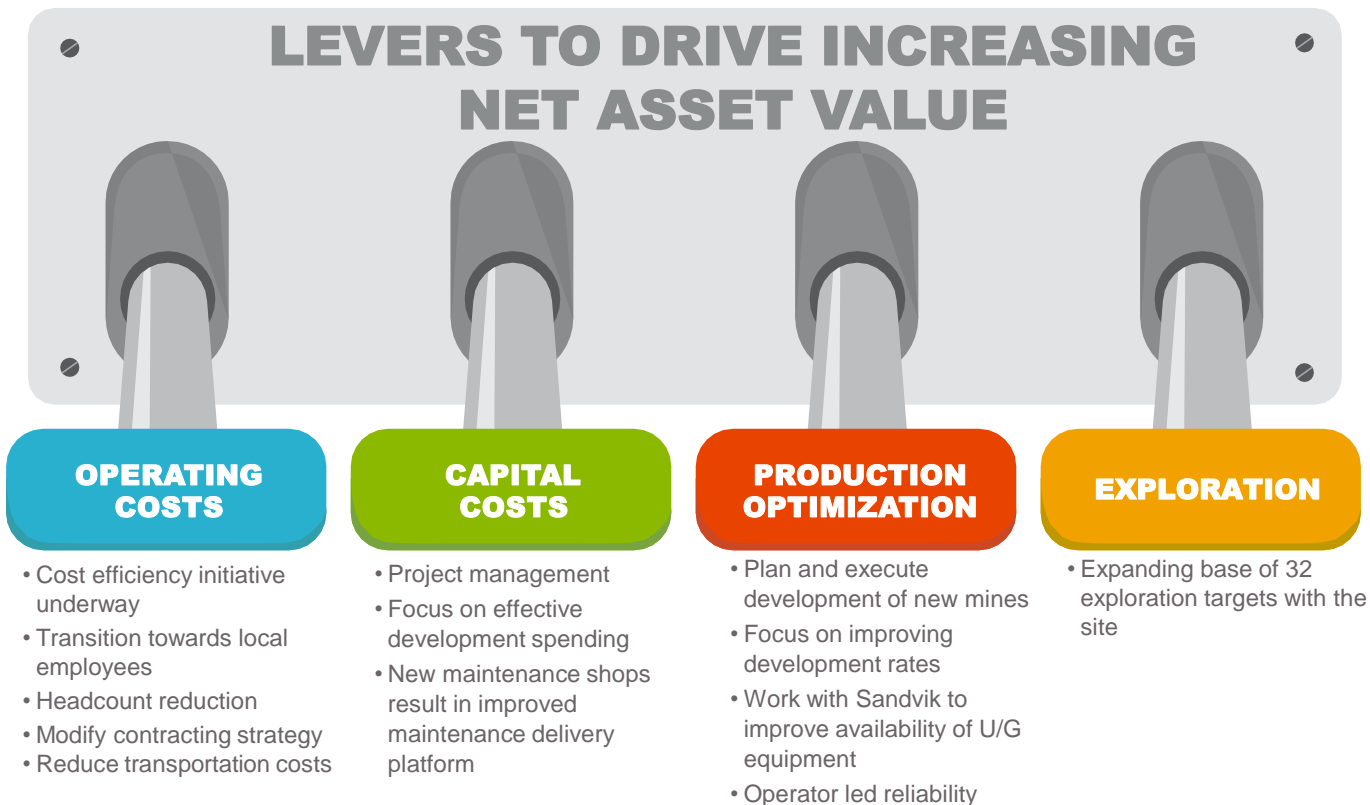 LEVERS TO DRIVE INCREASING
NET ASSET VALUE
OPERATING
COSTS
• Cost efficiency initiative
underway
• Transition towards local
employees
• Headcount reduction
• Modify contracting strategy
• Reduce transportation costs
CAPITAL
COSTS
• Project management
• Focus on effective
development spending
• New maintenance shops
result in improved
maintenance delivery
platform
PRODUCTION
OPTIMIZATION
• Plan and execute
development of new mines
• Focus on improving
development rates
• Work with Sandvik to
improve availability of U/G
equipment
• Operator led reliability
EXPLORATION
• Expanding base of 32
exploration targets with the
site